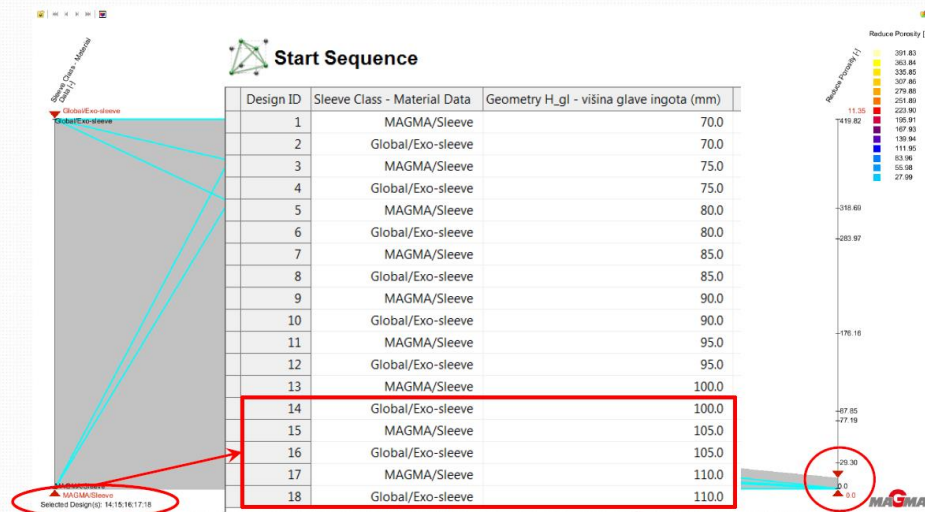 Sleeve Class - Material
Data [-]
Global/Exo-sleeve
Global/Exo-sleeve
Start Sequence
Design ID Sleeve Class - Material Data Geometry H_gl - višina glave ingota (mm)
1 MAGMA/Sleeve 70.0
2 Global/Exo-sleeve 70.0
3 MAGMA/Sleeve 75.0
4 Global/Exo-sleeve 75.0
5 MAGMA/Sleeve 80.0
6 Global/Exo-sleeve 80.0
7 MAGMA/Sleeve 85.0
8 Global/Exo-sleeve 85.0
9 MAGMA/Sleeve 90.0
10 Global/Exo-sleeve 90.0
11 MAGMA/Sleeve 95.0
12 Global/Exo-sleeve 95.0
13 MAGMA/Sleeve 100.0
14 Global/Exo-sleeve 100.0
15 MAGMA/Sleeve 105.0
16 Global/Exo-sleeve 105.0
17 MAGMA/Sleeve 110.0
18 Global/Exo-sleeve 110.0
MAGMA/Sleeve
MAGMA/Sleeve
Selected Design(s): 14;15;16;17;18
Reduce Porosity [-]
11.35
419.82
318.69
283.97
176.16
87.85
77.19
29.30
0.0
0.0
Reduce Porosity [
391.83
363.84
335.85
307.86
279.88
251.89
223.90
195.91
167.93
139.94
111.95
83.96
55.98
27.99
MAGMA